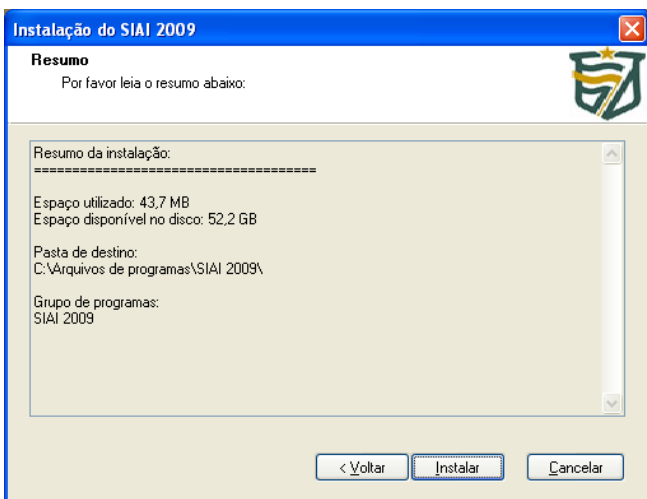 Instalação do SIAI 2009
Resumo
Por favor leia o resumo abaixo:
Resumo da instalação:
=====================================
Espaço utilizado: 43,7 MB
Espaço disponível no disco: 52,2 GB
Pasta de destino:
C:\Arquivos de programas\SIAI 2009\
Grupo de programas:
SIAI 2009
< Voltar
Instalar
Cancelar